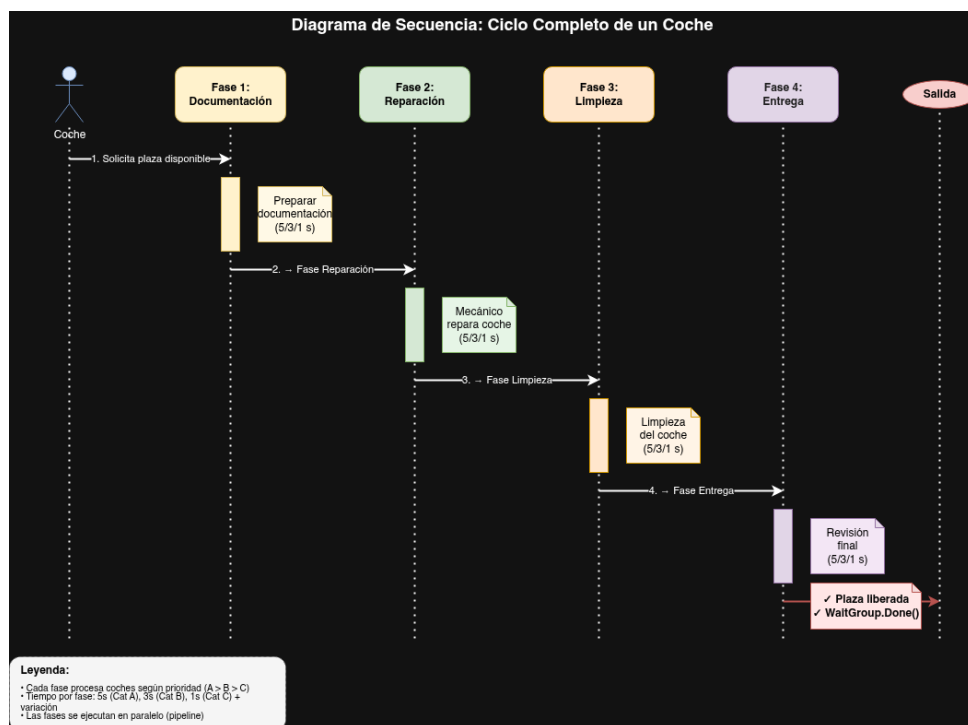 Diagrama de Secuencia: Ciclo Completo de un Coche
Coche
Fase 1:
Documentación
Fase 2:
Reparación
Fase 3:
Limpieza
Fase 4:
Entrega
Salida
1. Solicita plaza disponible
Preparar
documentación
(5/3/1 s)
2. → Fase Reparación
Mecánico
repara coche
(5/3/1 s)
3. → Fase Limpieza
Limpieza
del coche
(5/3/1 s)
4. → Fase Entrega
Revisión
final
(5/3/1 s)
✓ Plaza liberada
✓ WaitGroup.Done()
Leyenda:
• Cada fase procesa coches según prioridad (A > B > C)
• Tiempo por fase: 5s (Cat A), 3s (Cat B), 1s (Cat C) +
variación
• Las fases se ejecutan en paralelo (pipeline)